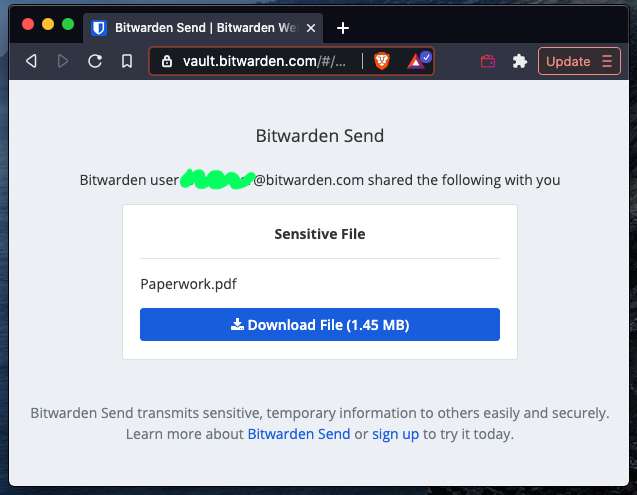 Bitwarden Send | Bitwarden We
vault.bitwarden.com/#/...
Update
Bitwarden Send
Bitwarden user @bitwarden.com shared the following with you
Sensitive File
Paperwork.pdf
Download File (1.45 MB)
Bitwarden Send transmits sensitive, temporary information to others easily and securely.
Learn more about Bitwarden Send or sign up to try it today.